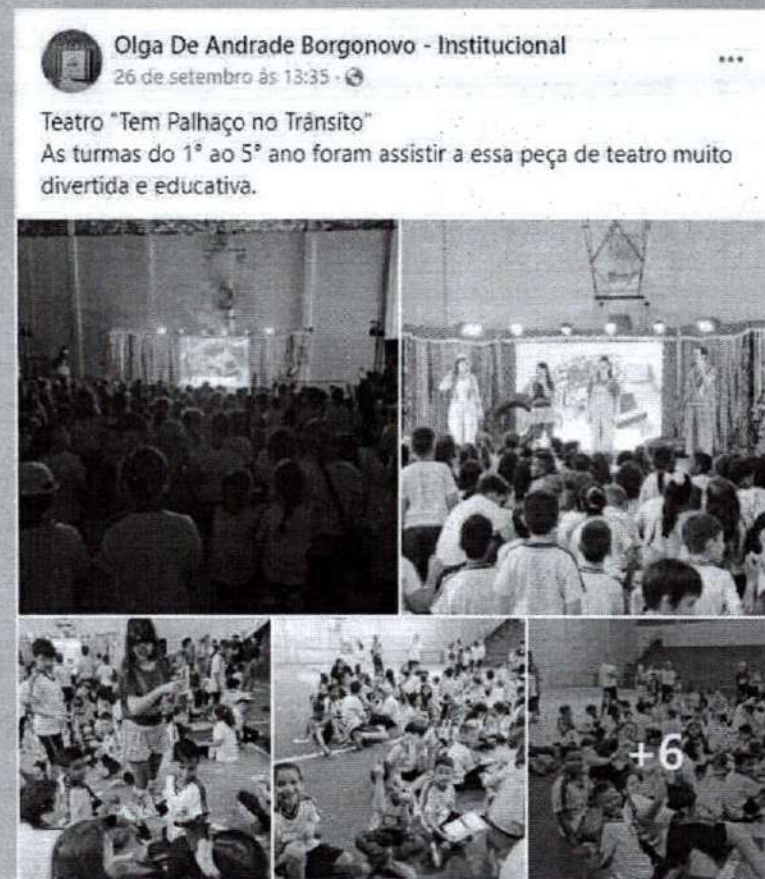 Olga De Andrade Borgonovo - Institucional
26 de setembro às 13:35 ·
Teatro "Tem Palhaço no Trânsito"
As turmas do 1° ao 5° ano foram assistir a essa peça de teatro muito
divertida e educativa.
+6